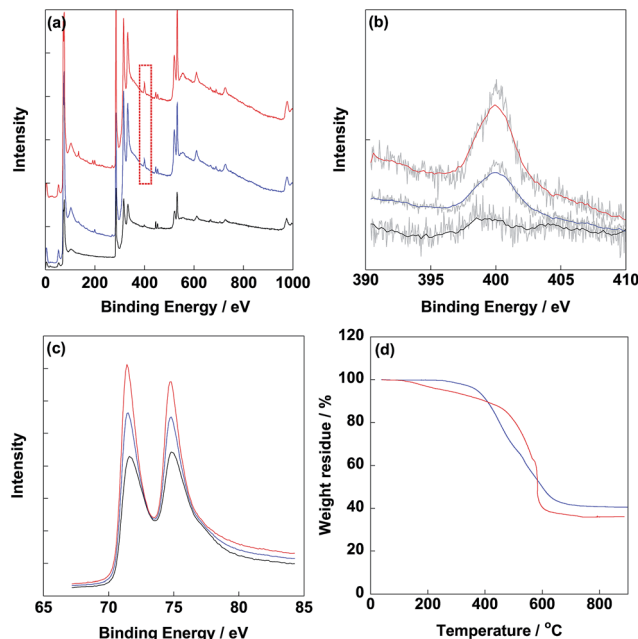 (a)
Intensity
0 200 400 600 800 1000
Binding Energy / eV
(b)
Intensity
390 395 400 405 410
Binding Energy / eV
(c)
Intensity
65 70 75 80 85
Binding Energy / eV
(d)
Weight residue / %
120
100
80
60
40
20
0
0 200 400 600 800
Temperature / °C